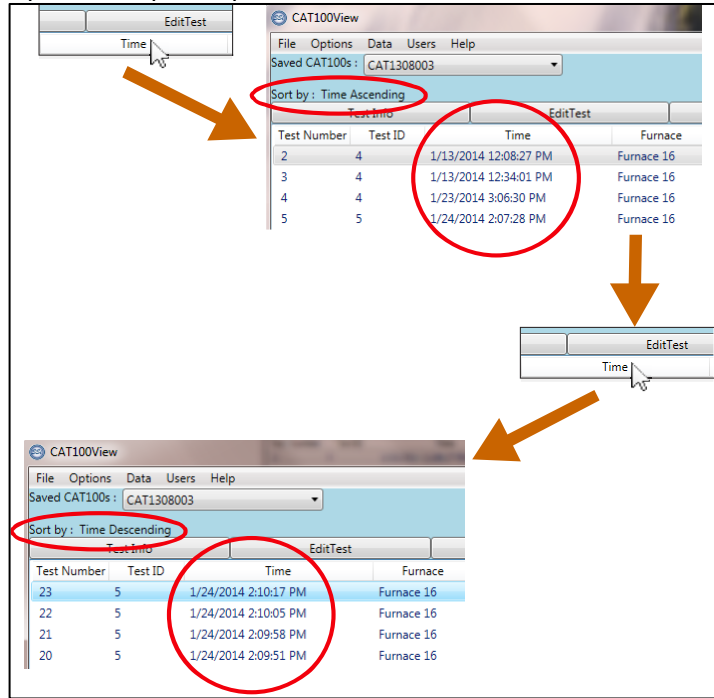 EditTest
Time
CAT100View
File Options Data Users Help
Saved CAT100s : CAT1308003
Sort by : Time Ascending
Test Info EditTest
Test Number Test ID Time Furnace
2 4 1/13/2014 12:08:27 PM Furnace 16
3 4 1/13/2014 12:34:01 PM Furnace 16
4 4 1/23/2014 3:06:30 PM Furnace 16
5 5 1/24/2014 2:07:28 PM Furnace 16
EditTest
Time
CAT100View
File Options Data Users Help
Saved CAT100s : CAT1308003
Sort by : Time Descending
Test Info EditTest
Test Number Test ID Time Furnace
23 5 1/24/2014 2:10:17 PM Furnace 16
22 5 1/24/2014 2:10:05 PM Furnace 16
21 5 1/24/2014 2:09:58 PM Furnace 16
20 5 1/24/2014 2:09:51 PM Furnace 16